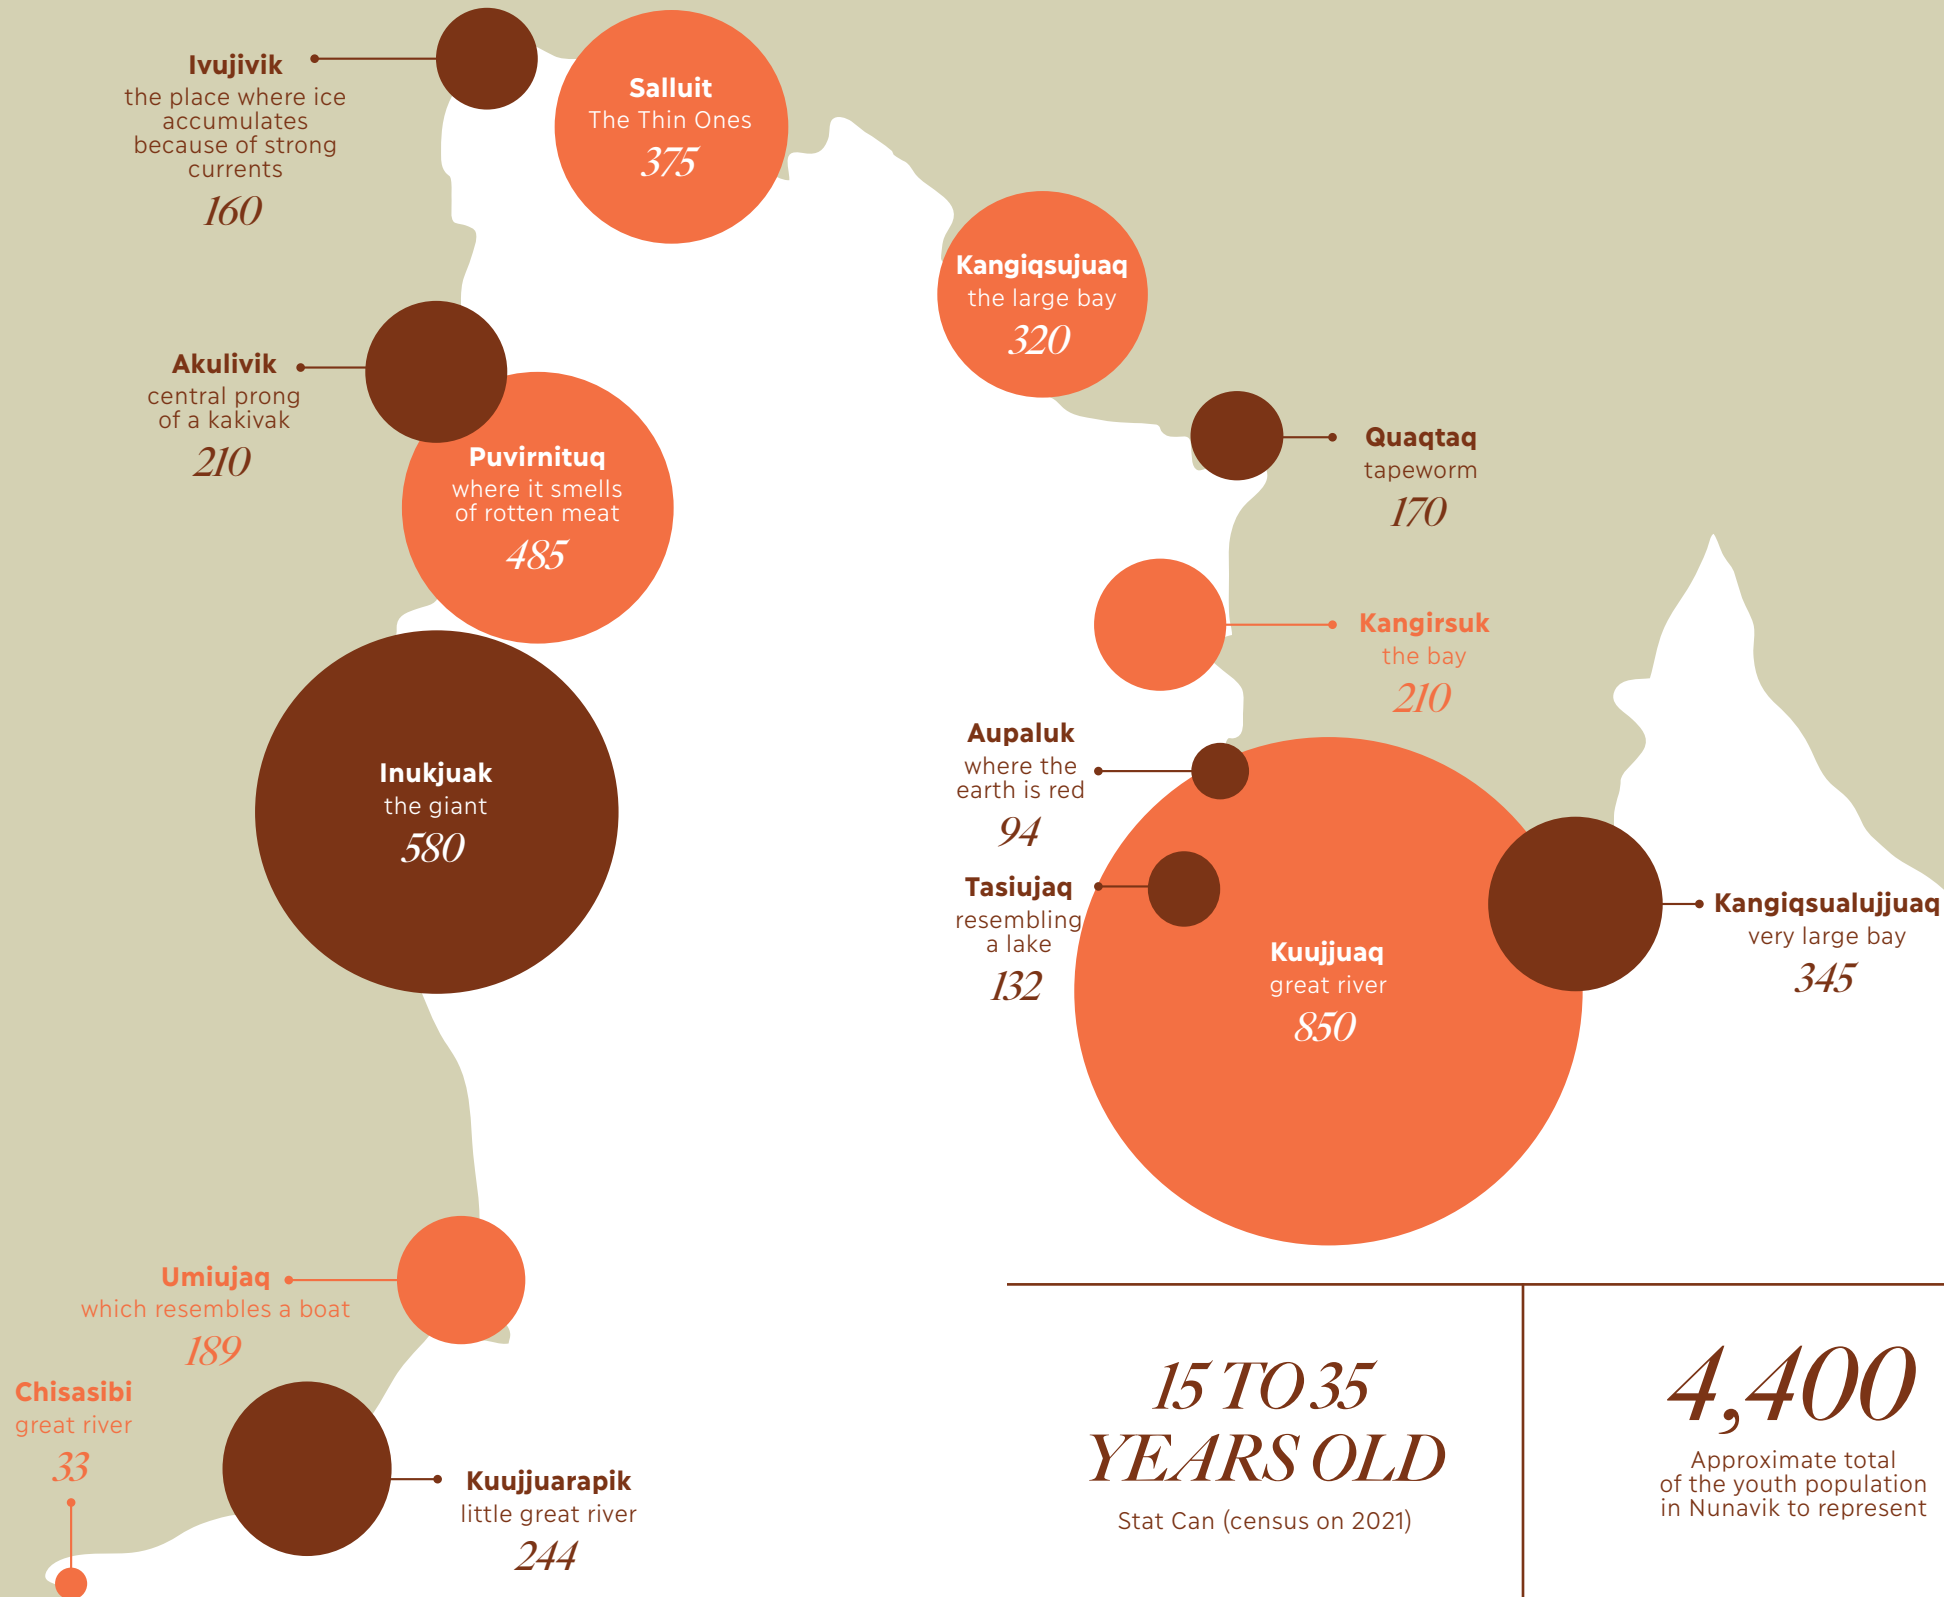 Ivujivik
the place where ice
accumulates
because of strong
currents
160
Salluit
The Thin Ones
375
Kangiqsujuaq
the large bay
320
Akulivik
central prong
of a kakivak
210
Puvirnituq
where it smells
of rotten meat
485
Quaqtaq
tapeworm
170
Kangirsuk
the bay
210
Inukjuak
the giant
580
Aupaluk
where the
earth is red
94
Tasiujaq
resembling
a lake
132
Kuujjuaq
great river
850
Kangiqsualujjuaq
very large bay
345
Umiujaq
which resembles a boat
189
Chisasibi
great river
33
Kuujjuarapik
little great river
244
15 TO 35
YEARS OLD
Stat Can (census on 2021)
4,400
Approximate total
of the youth population
in Nunavik to represent